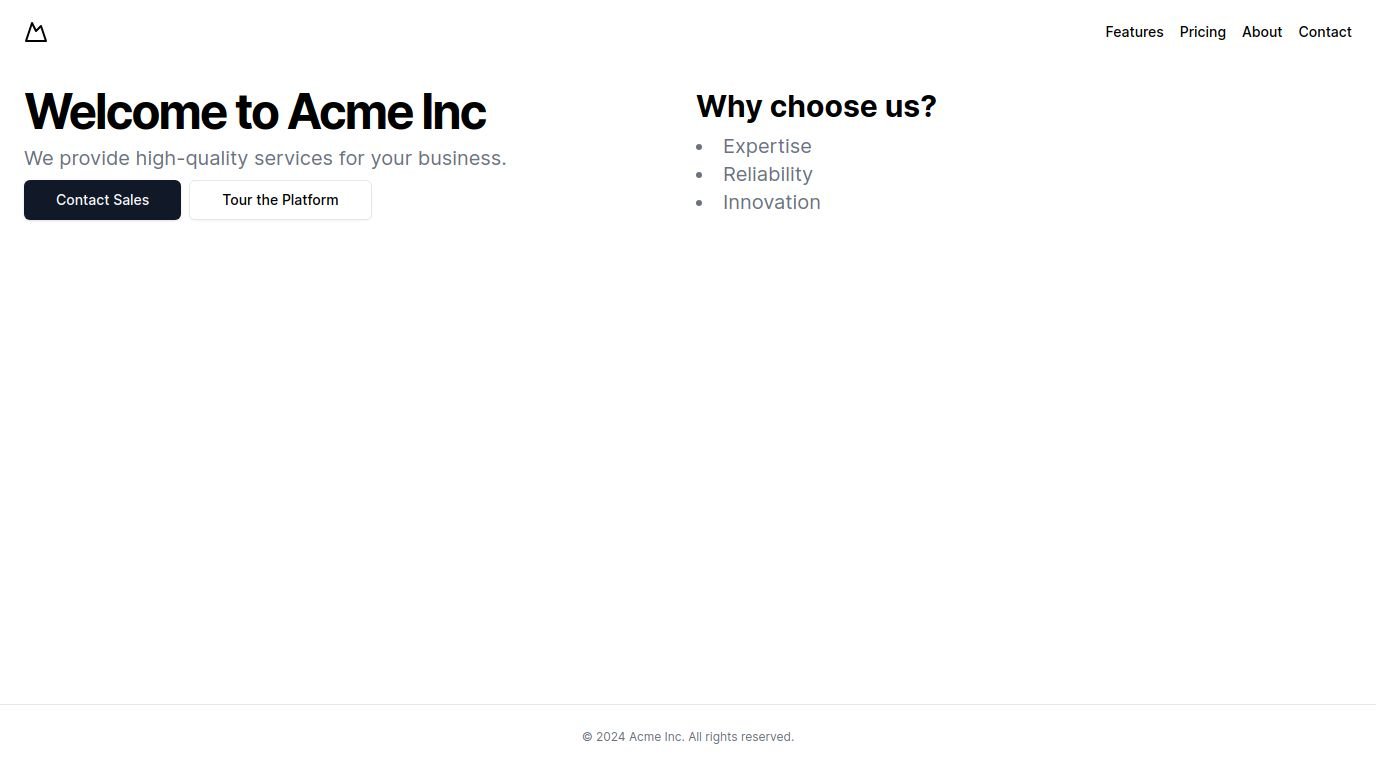 Features Pricing About Contact
Welcome to Acme Inc
We provide high-quality services for your business.
Contact Sales
Tour the Platform
Why choose us?
Expertise
Reliability
Innovation
© 2024 Acme Inc. All rights reserved.